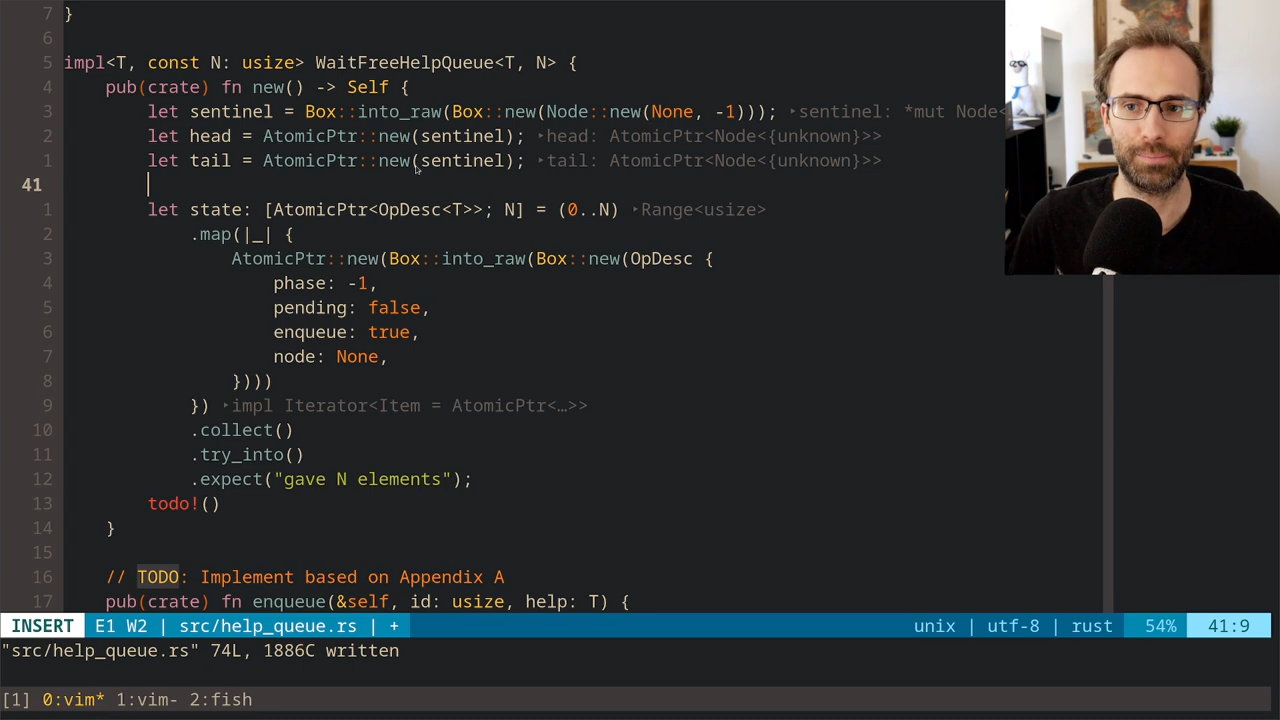 7 }
6
5 impl<T, const N: usize> WaitFreeHelpQueue<T, N> {
4     pub(crate) fn new() -> Self {
3         let sentinel = Box::into_raw(Box::new(Node::new(None, -1))); ‣sentinel: *mut Node<
2         let head = AtomicPtr::new(sentinel); ‣head: AtomicPtr<Node<{unknown}>>
1         let tail = AtomicPtr::new(sentinel); ‣tail: AtomicPtr<Node<{unknown}>>
41
1         let state: [AtomicPtr<OpDesc<T>>; N] = (0..N) ‣Range<usize>
2             .map(|_| {
3                 AtomicPtr::new(Box::into_raw(Box::new(OpDesc {
4                     phase: -1,
5                     pending: false,
6                     enqueue: true,
7                     node: None,
8                 })))
9             }) ‣impl Iterator<Item = AtomicPtr<…>>
10             .collect()
11             .try_into()
12             .expect("gave N elements");
13         todo!()
14     }
15
16     // TODO: Implement based on Appendix A
17     pub(crate) fn enqueue(&self, id: usize, help: T) {
INSERT E1 W2 | src/help_queue.rs | + unix | utf-8 | rust 54% 41:9
"src/help_queue.rs" 74L, 1886C written
[1] 0:vim* 1:vim- 2:fish